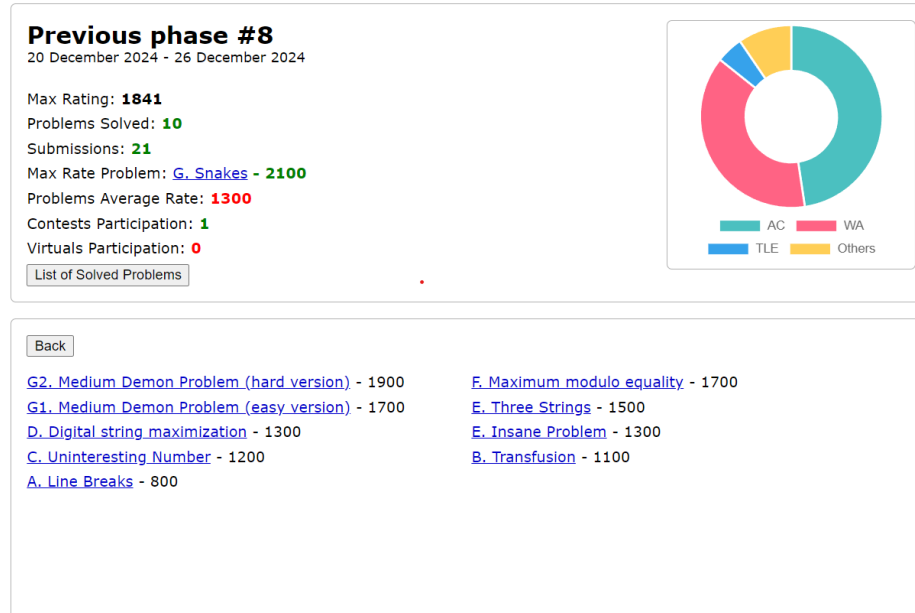 Previous phase #8
20 December 2024 - 26 December 2024
Max Rating: 1841
Problems Solved: 10
Submissions: 21
Max Rate Problem: G. Snakes - 2100
Problems Average Rate: 1300
Contests Participation: 1
Virtuals Participation: 0
List of Solved Problems
AC WA
TLE Others
Back
G2. Medium Demon Problem (hard version) - 1900
G1. Medium Demon Problem (easy version) - 1700
D. Digital string maximization - 1300
C. Uninteresting Number - 1200
A. Line Breaks - 800
F. Maximum modulo equality - 1700
E. Three Strings - 1500
E. Insane Problem - 1300
B. Transfusion - 1100